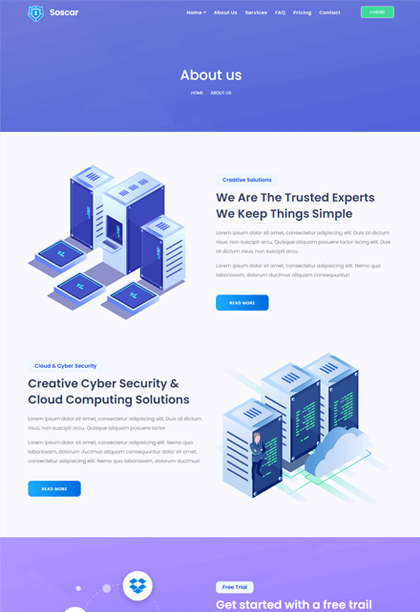 Soscar
Home About Us Services FAQ Pricing Contact
LOGIN IN
About us
HOME ABOUT US
Creative Solutions
We Are The Trusted Experts
We Keep Things Simple
Lorem ipsum dolor sit amet, consectetur adipiscing elit. Duis at dictum
risus, non suscipit arcu. Quisque aliquam posuere tortor iscing elit. Duis
at dictum risus, non suscipit arcu.
Lorem ipsum dolor sit amet, consectetur adipisicing elit. Nemo quo
laboriosam, dolorum ducimus aliquam consequuntur!
READ MORE
Cloud & Cyber Security
Creative Cyber Security &
Cloud Computing Solutions
Lorem ipsum dolor sit amet, consectetur adipiscing elit. Duis at dictum
risus, non suscipit arcu. Quisque aliquam posuere tortor
Lorem ipsum dolor sit amet, consectetur adipisicing elit. Nemo quo
laboriosam, dolorum ducimus aliquam consequuntur dolor sit amet,
consectetur adipisicing elit. Nemo quo laboriosam, dolorum ducimus!
READ MORE
Free Trial
Get started with a free trail